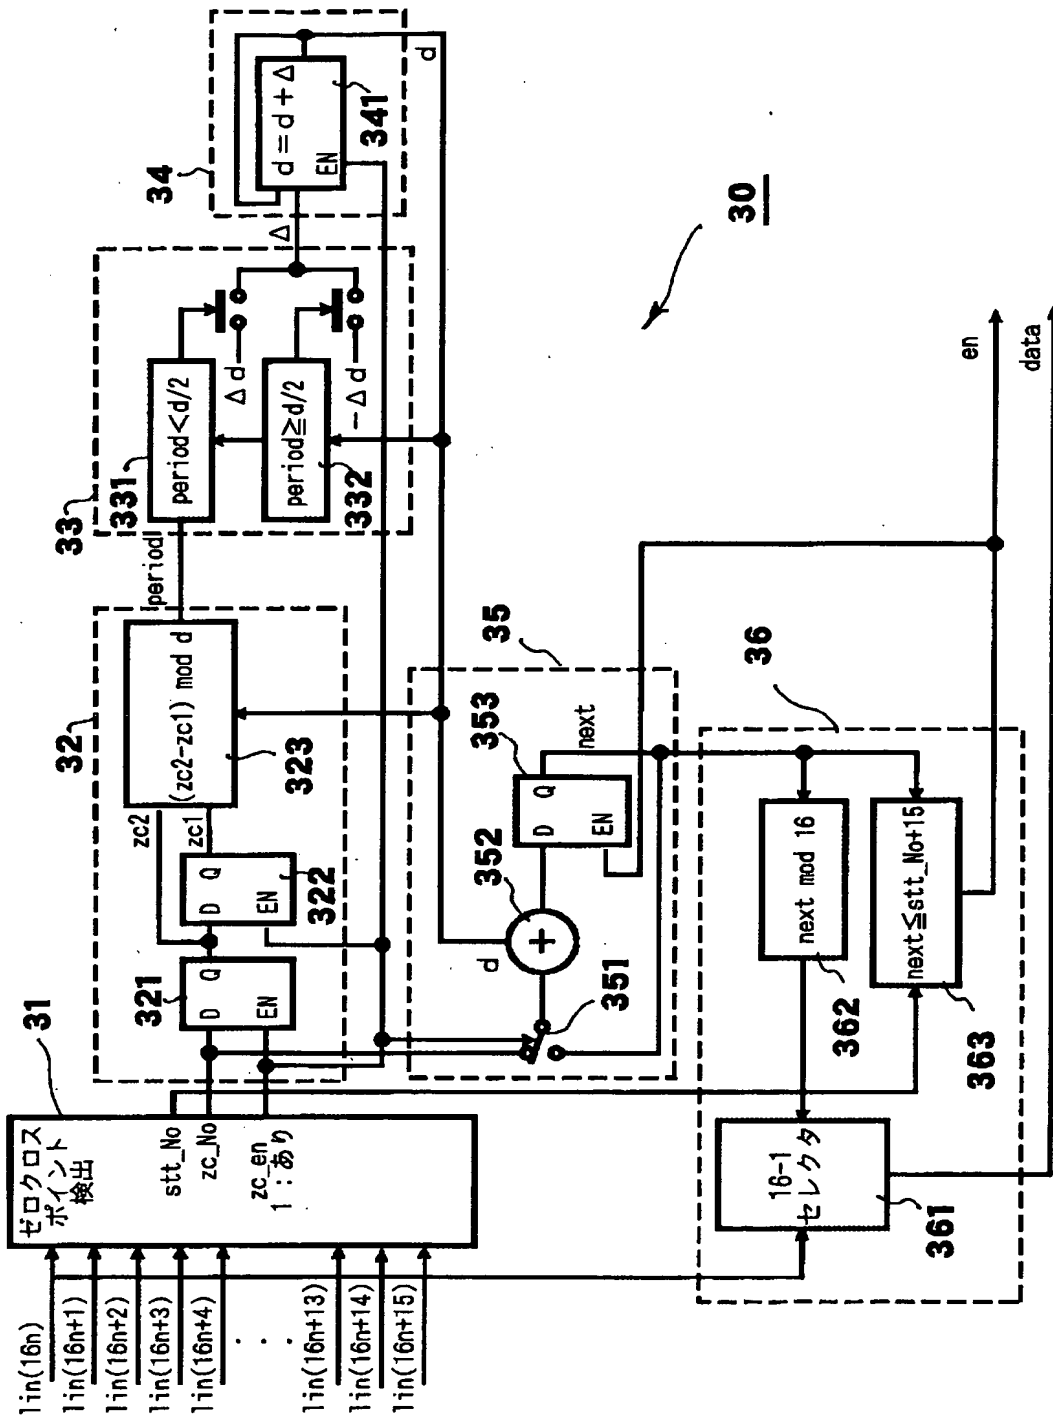 lin(16n)
lin(16n+1)
lin(16n+2)
lin(16n+3)
lin(16n+4)
・・・
lin(16n+13)
lin(16n+14)
lin(16n+15)
31
ゼロクロス
ポイント
検出
stt_No
zc_No
zc_en
1:あり
32
321
D Q
EN
322
D Q
EN
zc2
zc1
323
(zc2-zc1) mod d
period
33
331
period<d/2
332
period≧d/2
Δd
-Δd
Δ
34
341
d=d+Δ
EN
d
30
35
351
352
+
d
353
D Q
EN
next
36
361
16-1
セレクタ
362
next mod 16
363
next≦stt_No+15
en
data